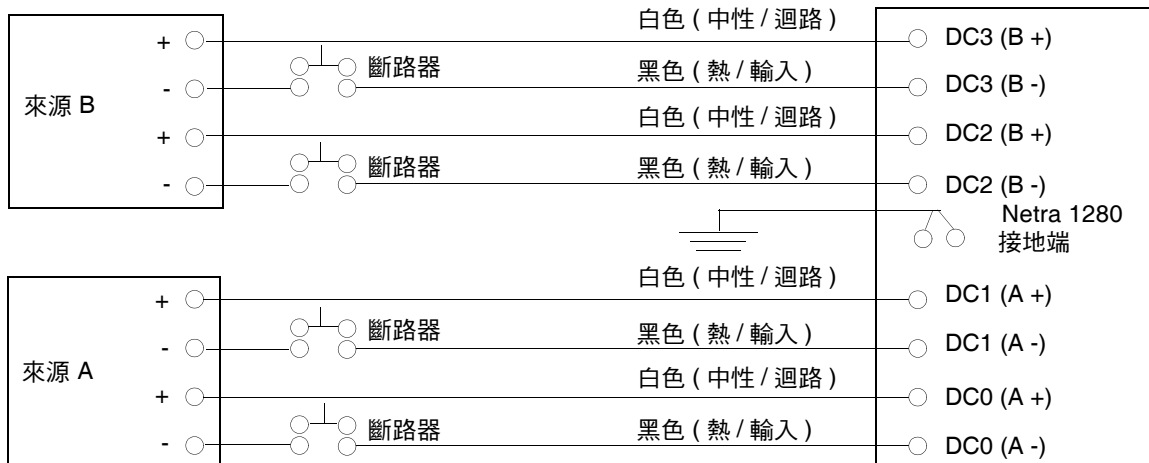 白色 ( 中性 / 迴路 )
+ DC3 (B +)
斷路器 黑色 ( 熱 / 輸入 )
- DC3 (B -)
來源 B
白色 ( 中性 / 迴路 )
+ DC2 (B +)
斷路器 黑色 ( 熱 / 輸入 )
- DC2 (B -)
Netra 1280
接地端
白色 ( 中性 / 迴路 )
+ DC1 (A +)
斷路器 黑色 ( 熱 / 輸入 )
- DC1 (A -)
來源 A
白色 ( 中性 / 迴路 )
+ DC0 (A +)
斷路器 黑色 ( 熱 / 輸入 )
- DC0 (A -)